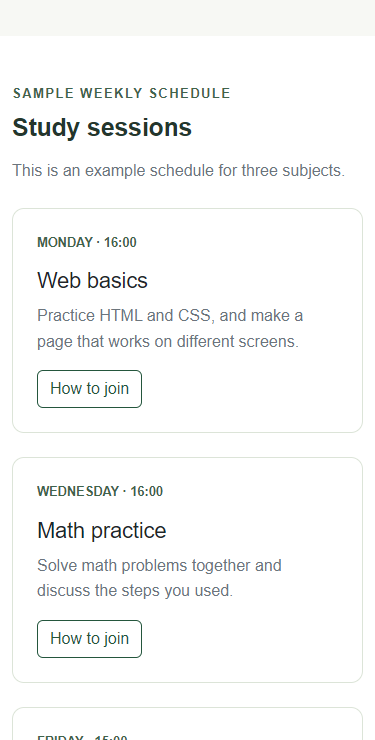 SAMPLE WEEKLY SCHEDULE
Study sessions
This is an example schedule for three subjects.
MONDAY · 16:00
Web basics
Practice HTML and CSS, and make a
page that works on different screens.
How to join
WEDNESDAY · 16:00
Math practice
Solve math problems together and
discuss the steps you used.
How to join
FRIDAY · 15:00